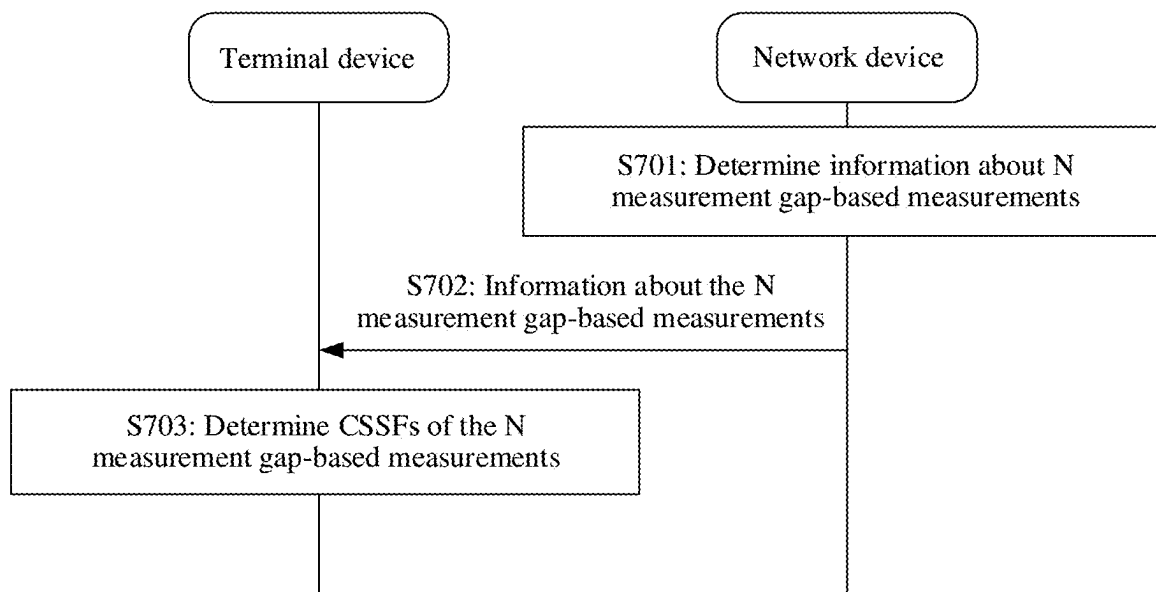 Terminal device
Network device
S701: Determine information about N
measurement gap-based measurements
S702: Information about the N
measurement gap-based measurements
S703: Determine CSSFs of the N
measurement gap-based measurements